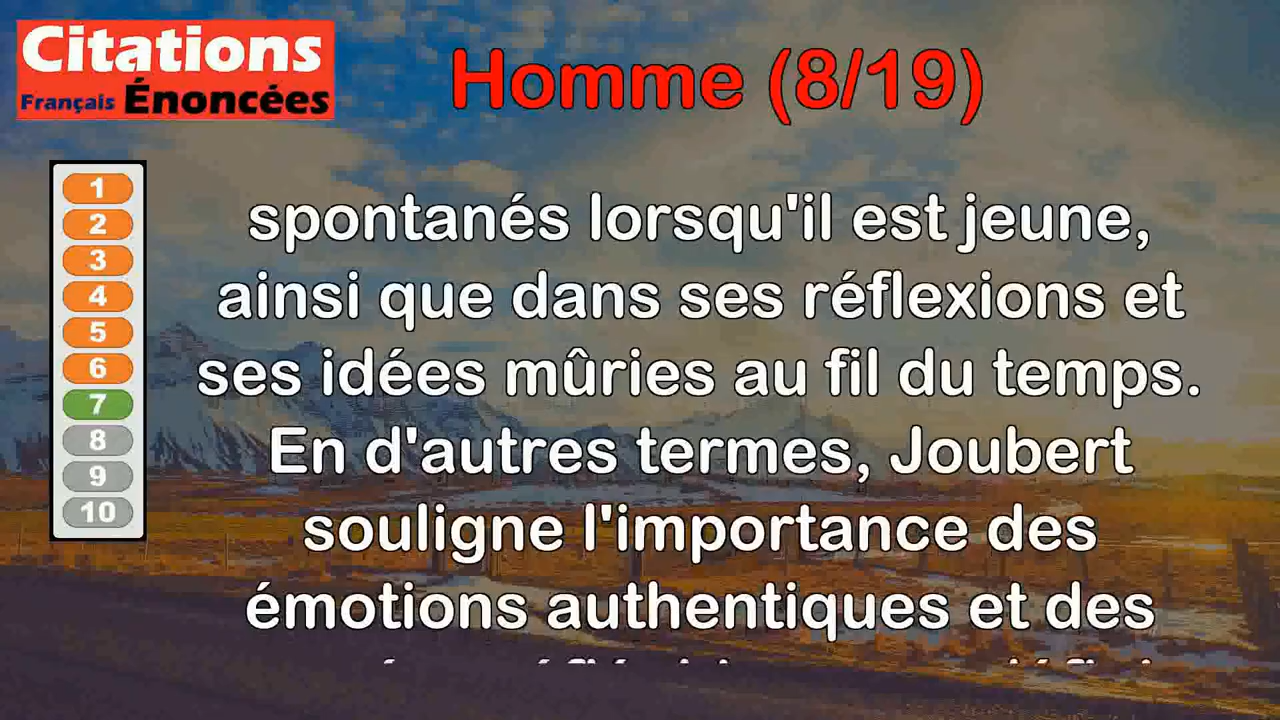 Citations
Français Énoncées
Homme (8/19)
1
2
3
4
5
6
7
8
9
10
spontanés lorsqu'il est jeune,
ainsi que dans ses réflexions et
ses idées mûries au fil du temps.
En d'autres termes, Joubert
souligne l'importance des
émotions authentiques et des